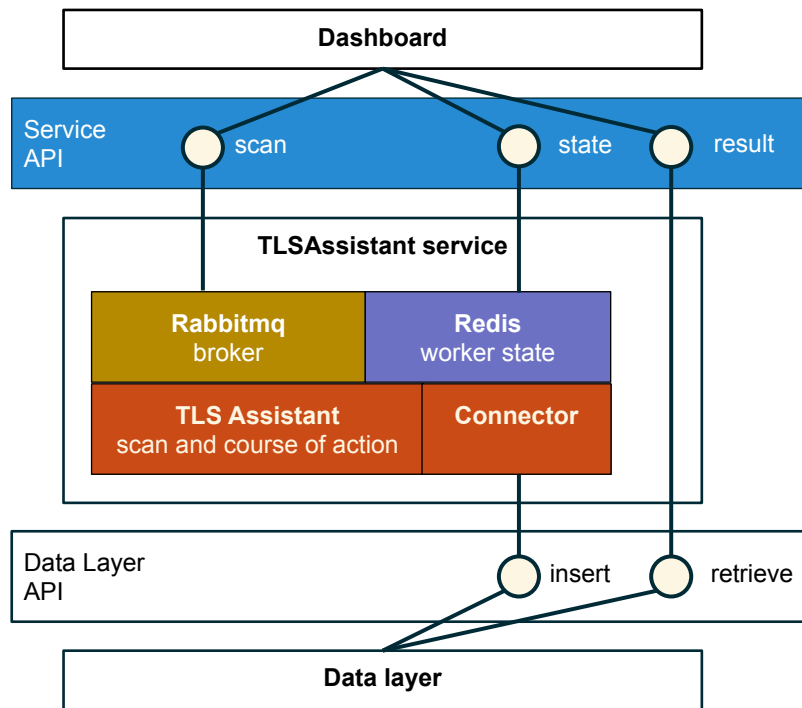 Dashboard
Service
API
scan
state
result
TLSAssistant service
Rabbitmq
broker
Redis
worker state
TLS Assistant
scan and course of action
Connector
Data Layer
API
insert
retrieve
Data layer